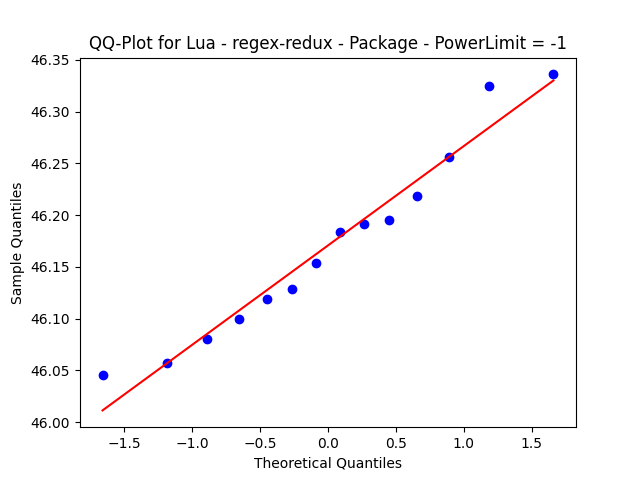 QQ-Plot for Lua - regex-redux - Package - PowerLimit = -1
Sample Quantiles
46.35
46.30
46.25
46.20
46.15
46.10
46.05
46.00
−1.5 −1.0 −0.5 0.0 0.5 1.0 1.5
Theoretical Quantiles